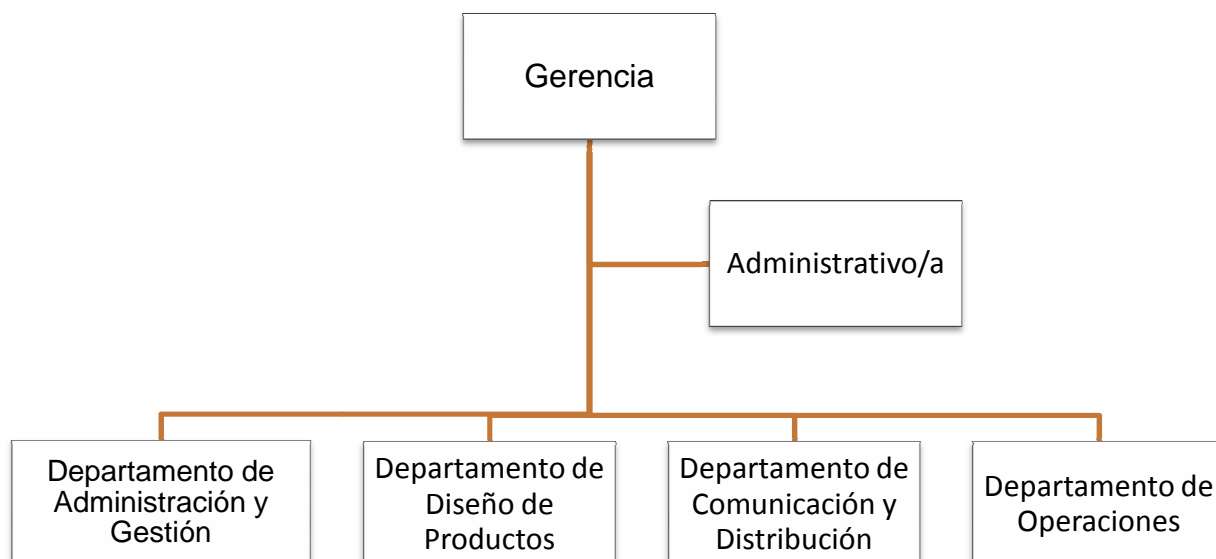 Gerencia
Administrativo/a
Departamento de
Administración y
Gestión
Departamento de
Diseño de
Productos
Departamento de
Comunicación y
Distribución
Departamento de
Operaciones